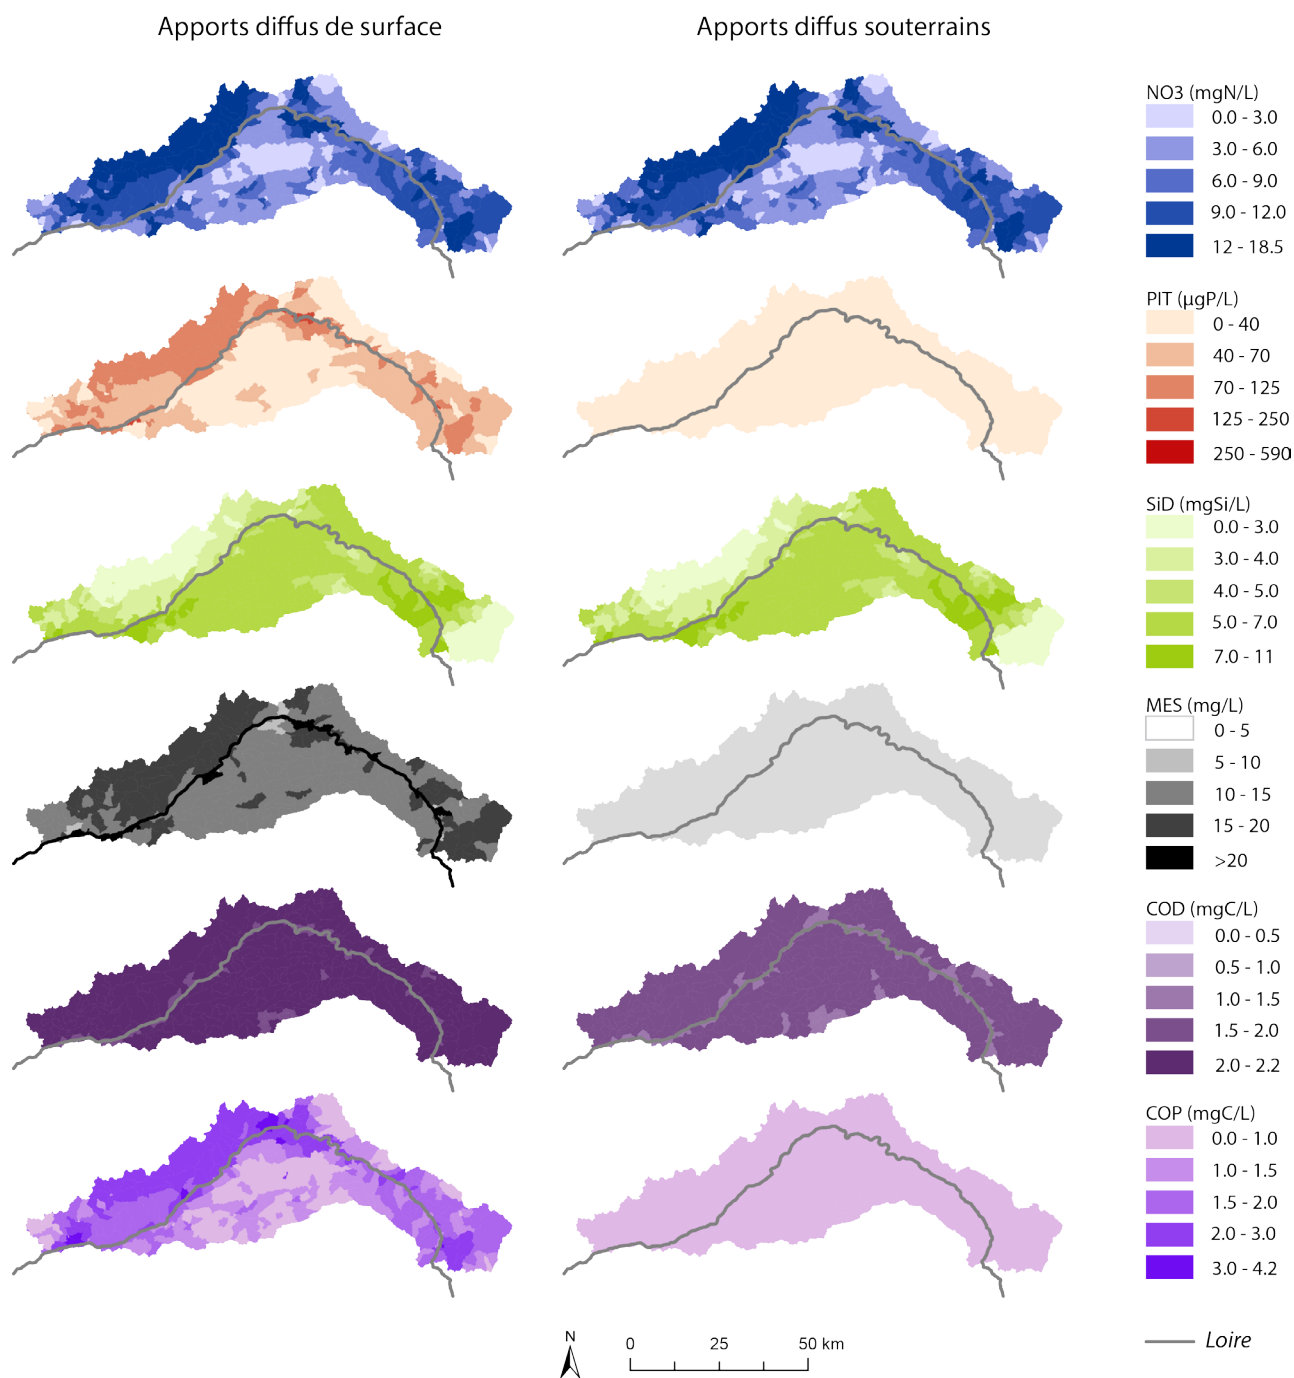 Apports diffus de surface
Apports diffus souterrains
NO3 (mgN/L)
0.0 - 3.0
3.0 - 6.0
6.0 - 9.0
9.0 - 12.0
12 - 18.5
PIT (µgP/L)
0 - 40
40 - 70
70 - 125
125 - 250
250 - 590
SiD (mgSi/L)
0.0 - 3.0
3.0 - 4.0
4.0 - 5.0
5.0 - 7.0
7.0 - 11
MES (mg/L)
0 - 5
5 - 10
10 - 15
15 - 20
>20
COD (mgC/L)
0.0 - 0.5
0.5 - 1.0
1.0 - 1.5
1.5 - 2.0
2.0 - 2.2
COP (mgC/L)
0.0 - 1.0
1.0 - 1.5
1.5 - 2.0
2.0 - 3.0
3.0 - 4.2
Loire
N
0 25 50 km